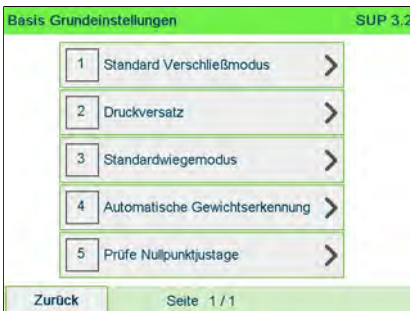 Basis Grundeinstellungen SUP 3.2
1 Standard Verschließmodus
2 Druckversatz
3 Standardwiegemodus
4 Automatische Gewichtserkennung
5 Prüfe Nullpunktjustage
Zurück Seite 1 / 1